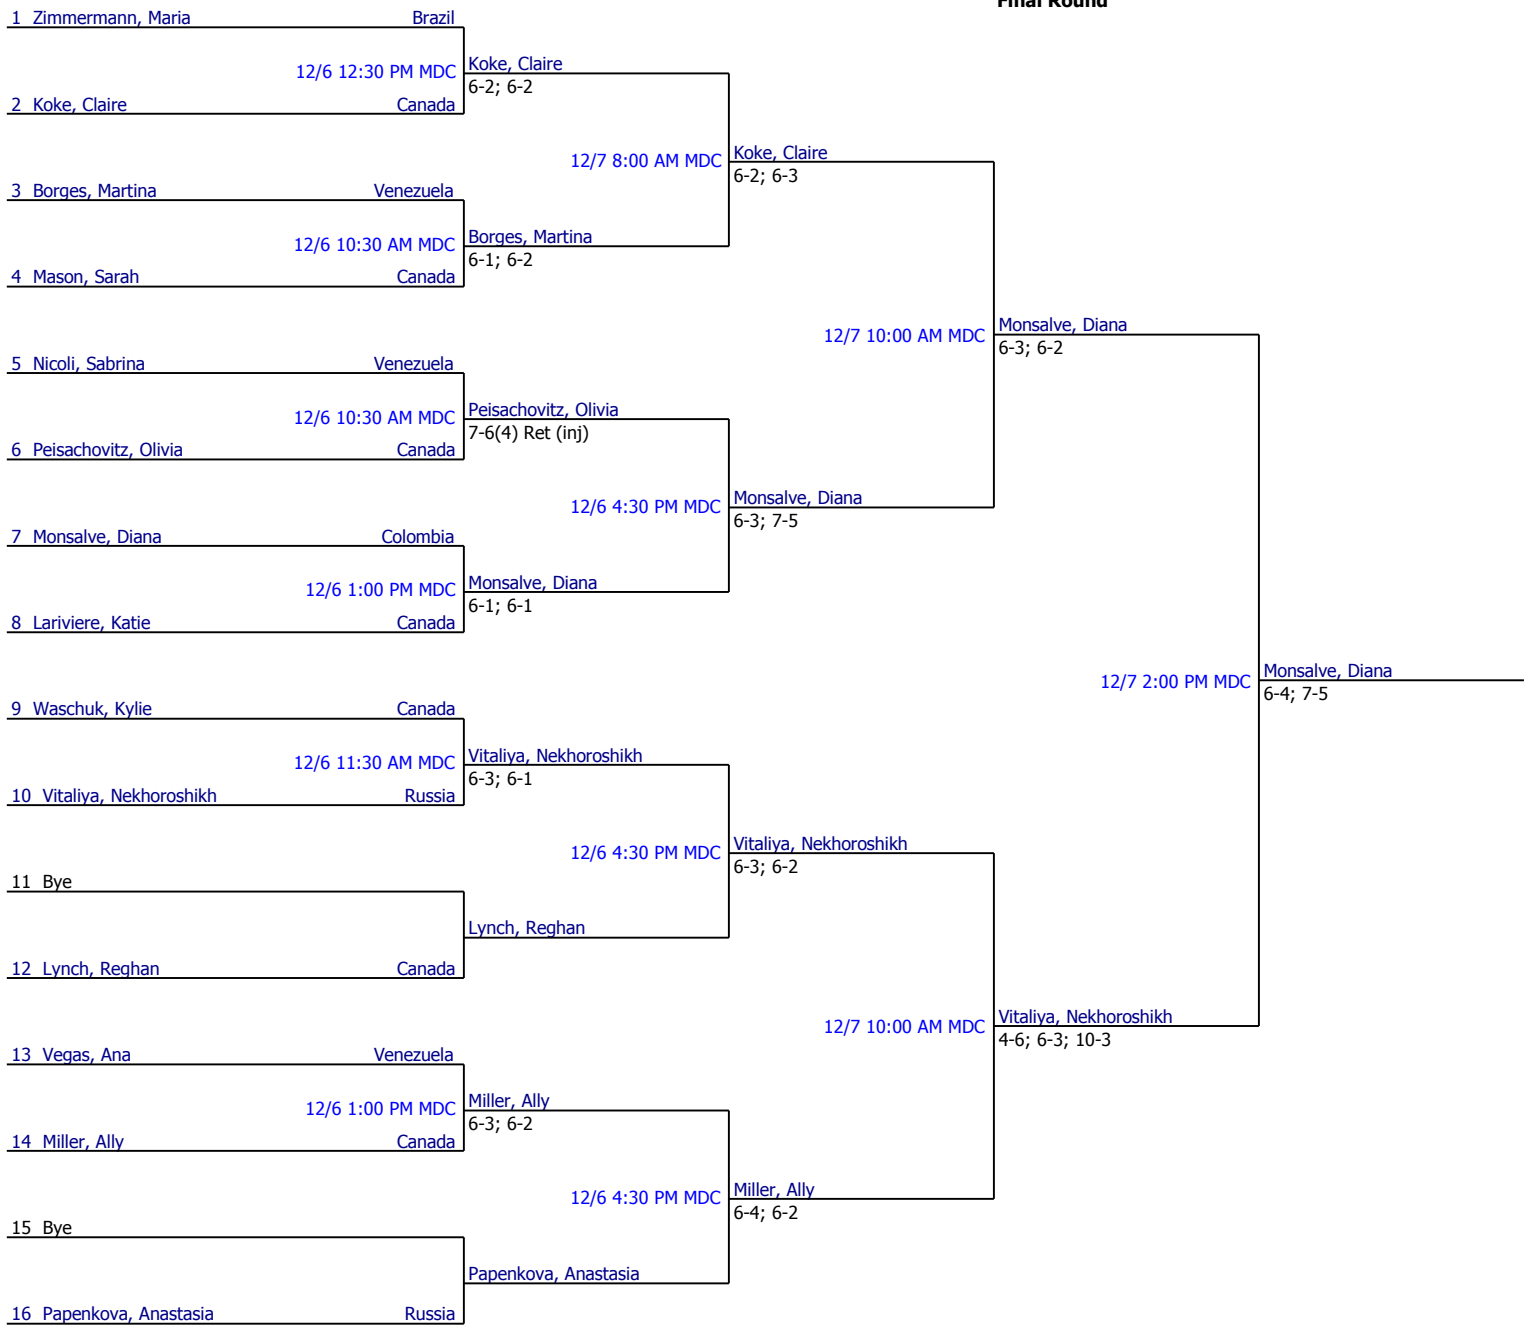 Final Round
1 Zimmermann, Maria Brazil
12/6 12:30 PM MDC
2 Koke, Claire Canada
3 Borges, Martina Venezuela
12/6 10:30 AM MDC
4 Mason, Sarah Canada
5 Nicoli, Sabrina Venezuela
12/6 10:30 AM MDC
6 Peisachovitz, Olivia Canada
7 Monsalve, Diana Colombia
12/6 1:00 PM MDC
8 Lariviere, Katie Canada
9 Waschuk, Kylie Canada
12/6 11:30 AM MDC
10 Vitaliya, Nekhoroshikh Russia
11 Bye
12 Lynch, Reghan Canada
13 Vegas, Ana Venezuela
12/6 1:00 PM MDC
14 Miller, Ally Canada
15 Bye
16 Papenkova, Anastasia Russia
Koke, Claire
6-2; 6-2
12/7 8:00 AM MDC
Borges, Martina
6-1; 6-2
Peisachovitz, Olivia
7-6(4) Ret (inj)
12/6 4:30 PM MDC
Monsalve, Diana
6-1; 6-1
Vitaliya, Nekhoroshikh
6-3; 6-1
12/6 4:30 PM MDC
Lynch, Reghan
Miller, Ally
6-3; 6-2
12/6 4:30 PM MDC
Papenkova, Anastasia
Koke, Claire
6-2; 6-3
12/7 10:00 AM MDC
Monsalve, Diana
6-3; 7-5
Vitaliya, Nekhoroshikh
6-3; 6-2
12/7 10:00 AM MDC
Miller, Ally
6-4; 6-2
Monsalve, Diana
6-3; 6-2
12/7 2:00 PM MDC
Vitaliya, Nekhoroshikh
4-6; 6-3; 10-3
Monsalve, Diana
6-4; 7-5